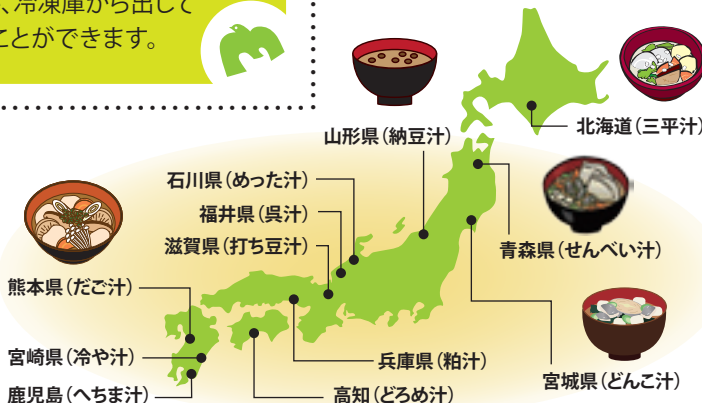 、冷凍庫から出して
ことができます。
北海道（三平汁）
山形県（納豆汁）
石川県（めった汁）
福井県（呉汁）
滋賀県（打ち豆汁）
青森県（せんべい汁）
熊本県（だご汁）
宮崎県（冷や汁）
鹿児島（へちま汁）
兵庫県（粕汁）
高知（どろめ汁）
宮城県（どんこ汁）